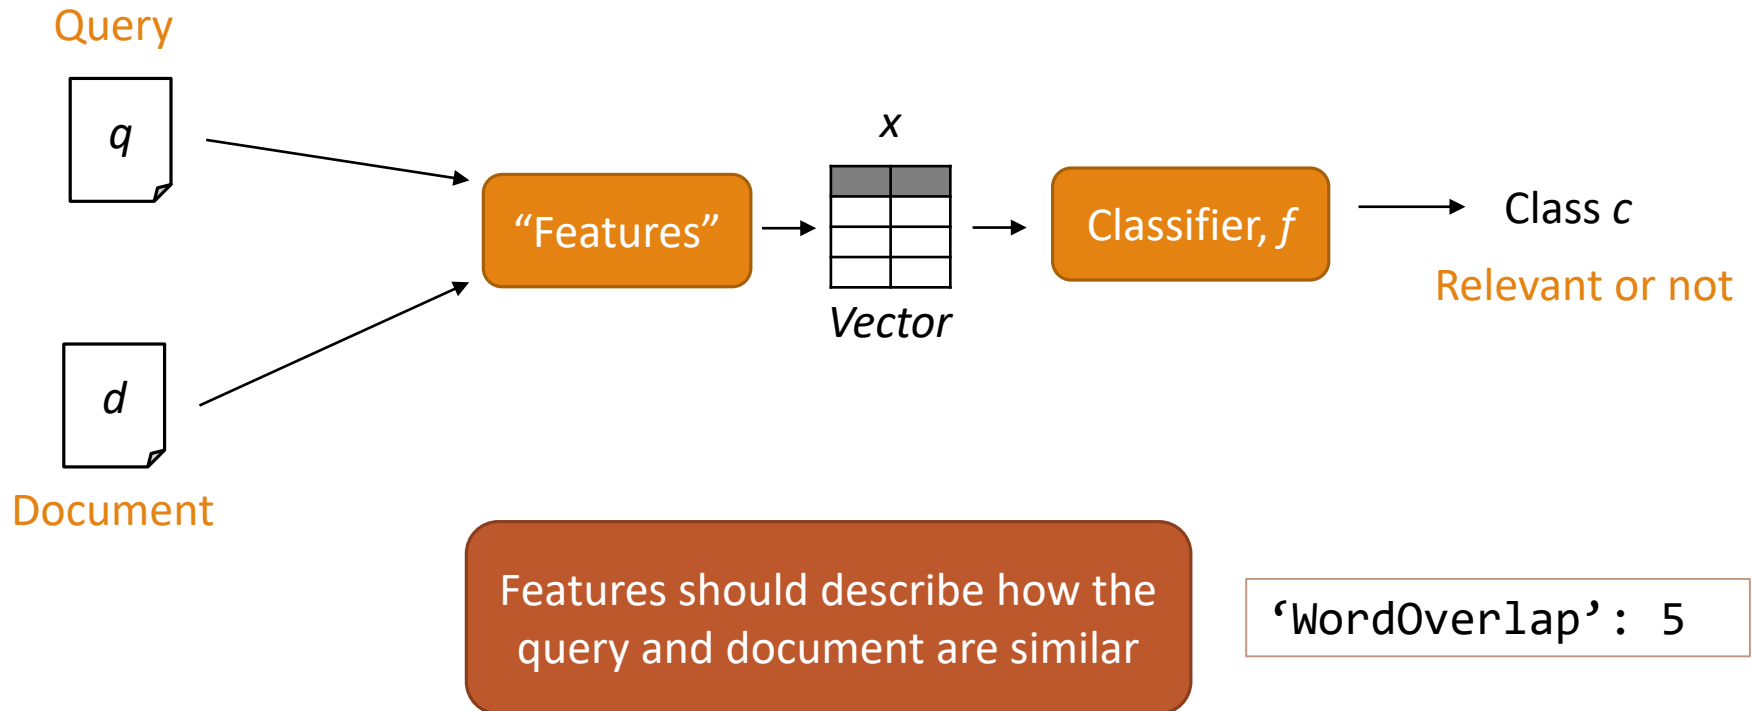 Query
q
x
“Features”
Classifier, f
Class c
Relevant or not
Vector
d
Document
Features should describe how the
query and document are similar
‘WordOverlap’: 5